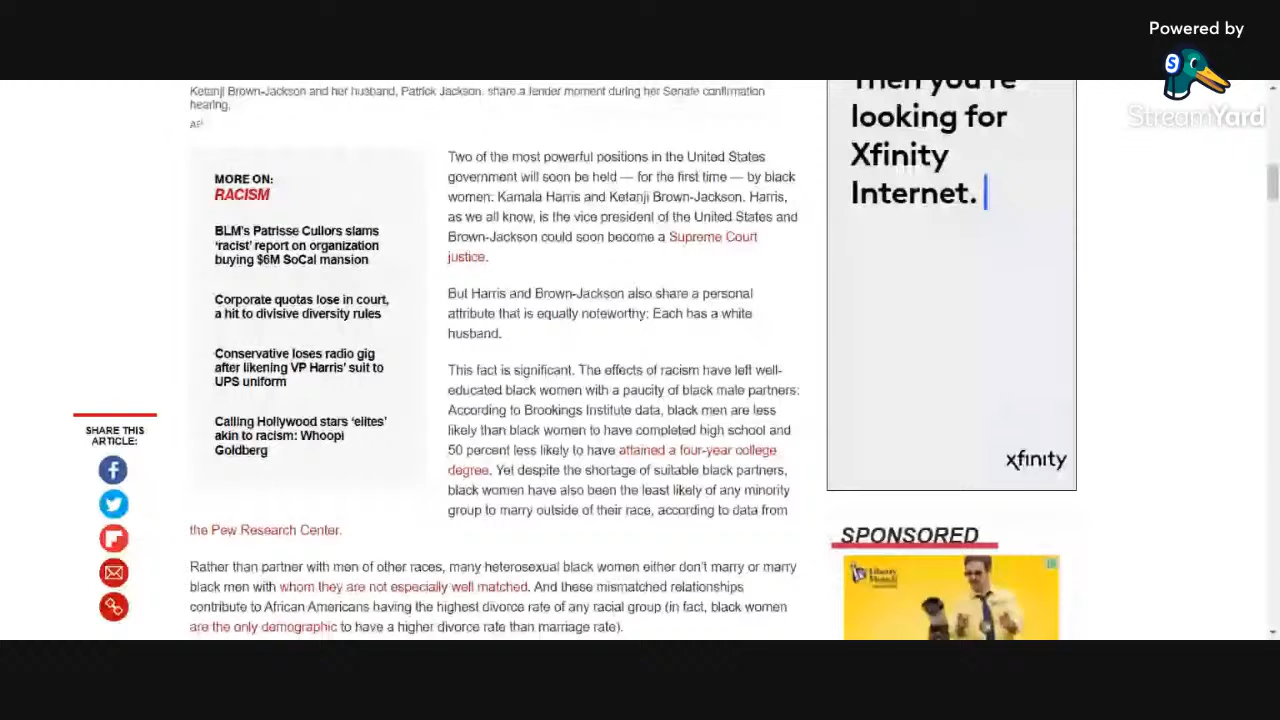 Powered by
StreamYard
Ketanji Brown-Jackson and her husband, Patrick Jackson, share a tender moment during her Senate confirmation
hearing.
AP
MORE ON:
RACISM
BLM's Patrisse Cullors slams
'racist' report on organization
buying $6M SoCal mansion
Corporate quotas lose in court,
a hit to divisive diversity rules
Conservative loses radio gig
after likening VP Harris' suit to
UPS uniform
Calling Hollywood stars 'elites'
akin to racism: Whoopi
Goldberg
SHARE THIS
ARTICLE:
Two of the most powerful positions in the United States
government will soon be held — for the first time — by black
women: Kamala Harris and Ketanji Brown-Jackson. Harris,
as we all know, is the vice president of the United States and
Brown-Jackson could soon become a Supreme Court
justice.
But Harris and Brown-Jackson also share a personal
attribute that is equally noteworthy: Each has a white
husband.
This fact is significant. The effects of racism have left well-
educated black women with a paucity of black male partners:
According to Brookings Institute data, black men are less
likely than black women to have completed high school and
50 percent less likely to have attained a four-year college
degree. Yet despite the shortage of suitable black partners,
black women have also been the least likely of any minority
group to marry outside of their race, according to data from
the Pew Research Center.
Rather than partner with men of other races, many heterosexual black women either don't marry or marry
black men with whom they are not especially well matched. And these mismatched relationships
contribute to African Americans having the highest divorce rate of any racial group (in fact, black women
are the only demographic to have a higher divorce rate than marriage rate).
Then you're
looking for
Xfinity
Internet.
xfinity
SPONSORED
Liberty
Mutual